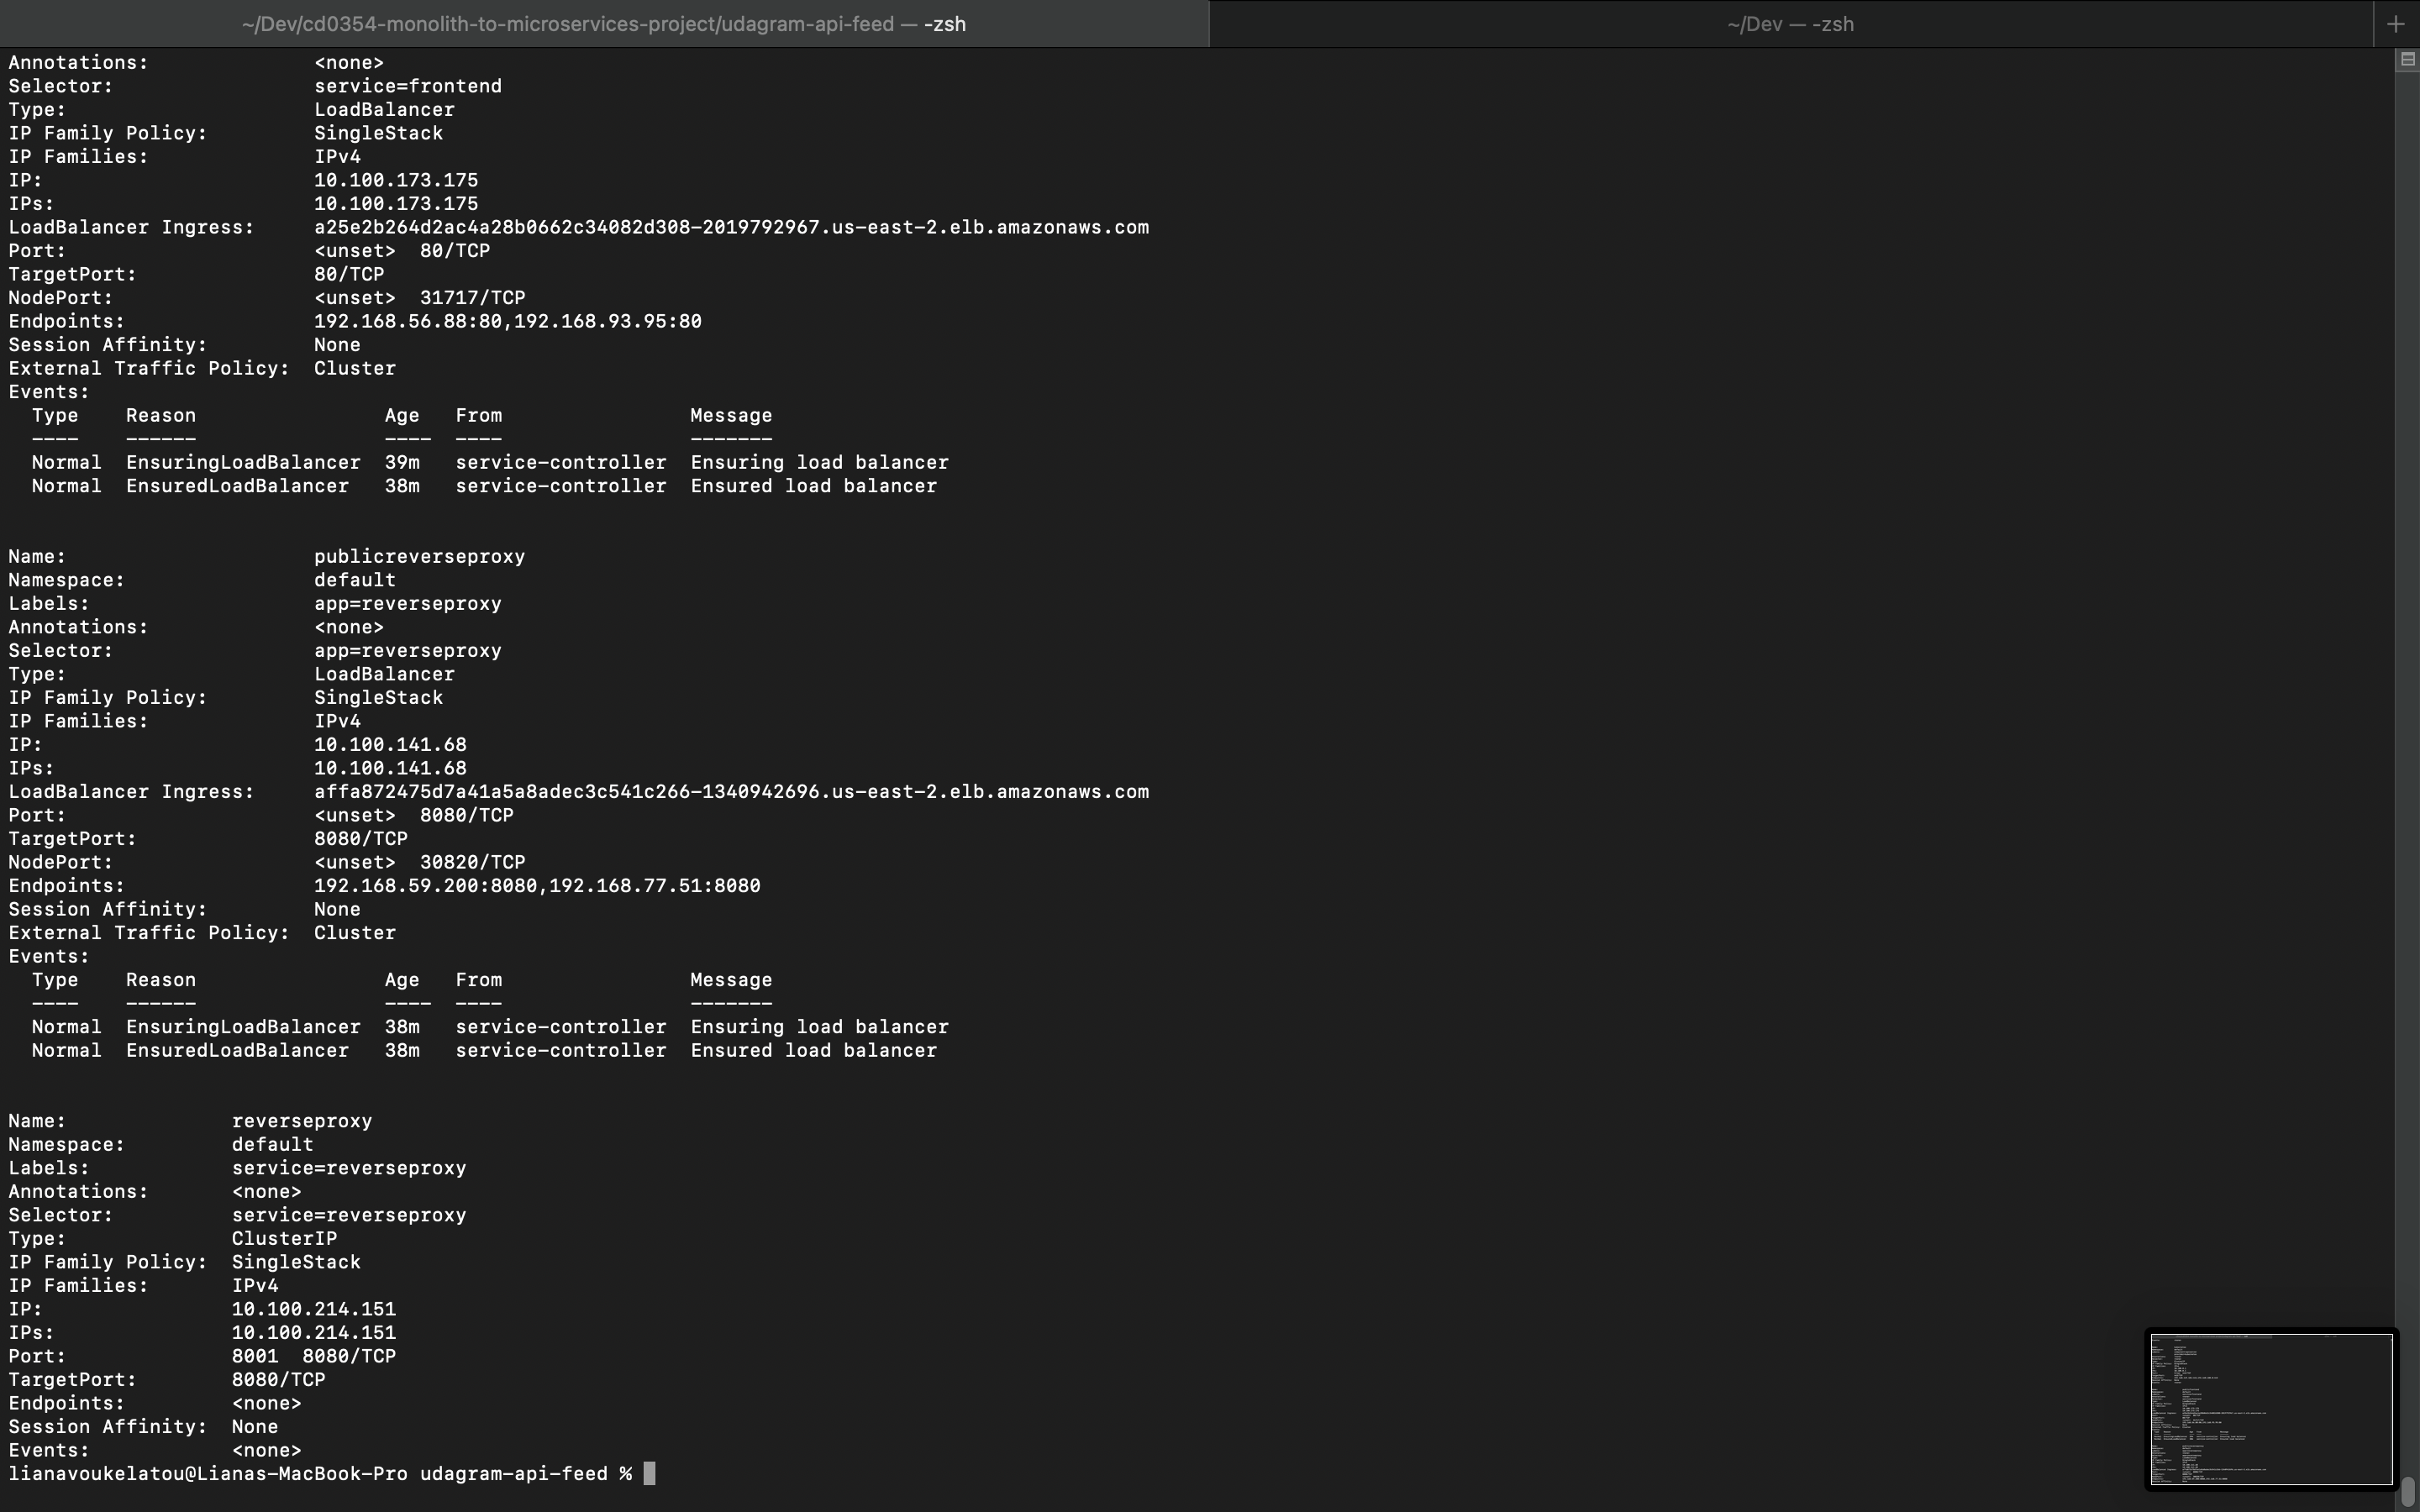 ~/Dev/cd0354-monolith-to-microservices-project/udagram-api-feed — -zsh
~/Dev — -zsh
+
Annotations: <none>
Selector: service=frontend
Type: LoadBalancer
IP Family Policy: SingleStack
IP Families: IPv4
IP: 10.100.173.175
IPs: 10.100.173.175
LoadBalancer Ingress: a25e2b264d2ac4a28b0662c34082d308-2019792967.us-east-2.elb.amazonaws.com
Port: <unset> 80/TCP
TargetPort: 80/TCP
NodePort: <unset> 31717/TCP
Endpoints: 192.168.56.88:80,192.168.93.95:80
Session Affinity: None
External Traffic Policy: Cluster
Events:
Type Reason Age From Message
---- ------ ---- ---- -------
Normal EnsuringLoadBalancer 39m service-controller Ensuring load balancer
Normal EnsuredLoadBalancer 38m service-controller Ensured load balancer
Name: publicreverseproxy
Namespace: default
Labels: app=reverseproxy
Annotations: <none>
Selector: app=reverseproxy
Type: LoadBalancer
IP Family Policy: SingleStack
IP Families: IPv4
IP: 10.100.141.68
IPs: 10.100.141.68
LoadBalancer Ingress: affa872475d7a41a5a8adec3c541c266-1340942696.us-east-2.elb.amazonaws.com
Port: <unset> 8080/TCP
TargetPort: 8080/TCP
NodePort: <unset> 30820/TCP
Endpoints: 192.168.59.200:8080,192.168.77.51:8080
Session Affinity: None
External Traffic Policy: Cluster
Events:
Type Reason Age From Message
---- ------ ---- ---- -------
Normal EnsuringLoadBalancer 38m service-controller Ensuring load balancer
Normal EnsuredLoadBalancer 38m service-controller Ensured load balancer
Name: reverseproxy
Namespace: default
Labels: service=reverseproxy
Annotations: <none>
Selector: service=reverseproxy
Type: ClusterIP
IP Family Policy: SingleStack
IP Families: IPv4
IP: 10.100.214.151
IPs: 10.100.214.151
Port: 8001 8080/TCP
TargetPort: 8080/TCP
Endpoints: <none>
Session Affinity: None
Events: <none>
lianavoukelatou@Lianas-MacBook-Pro udagram-api-feed %